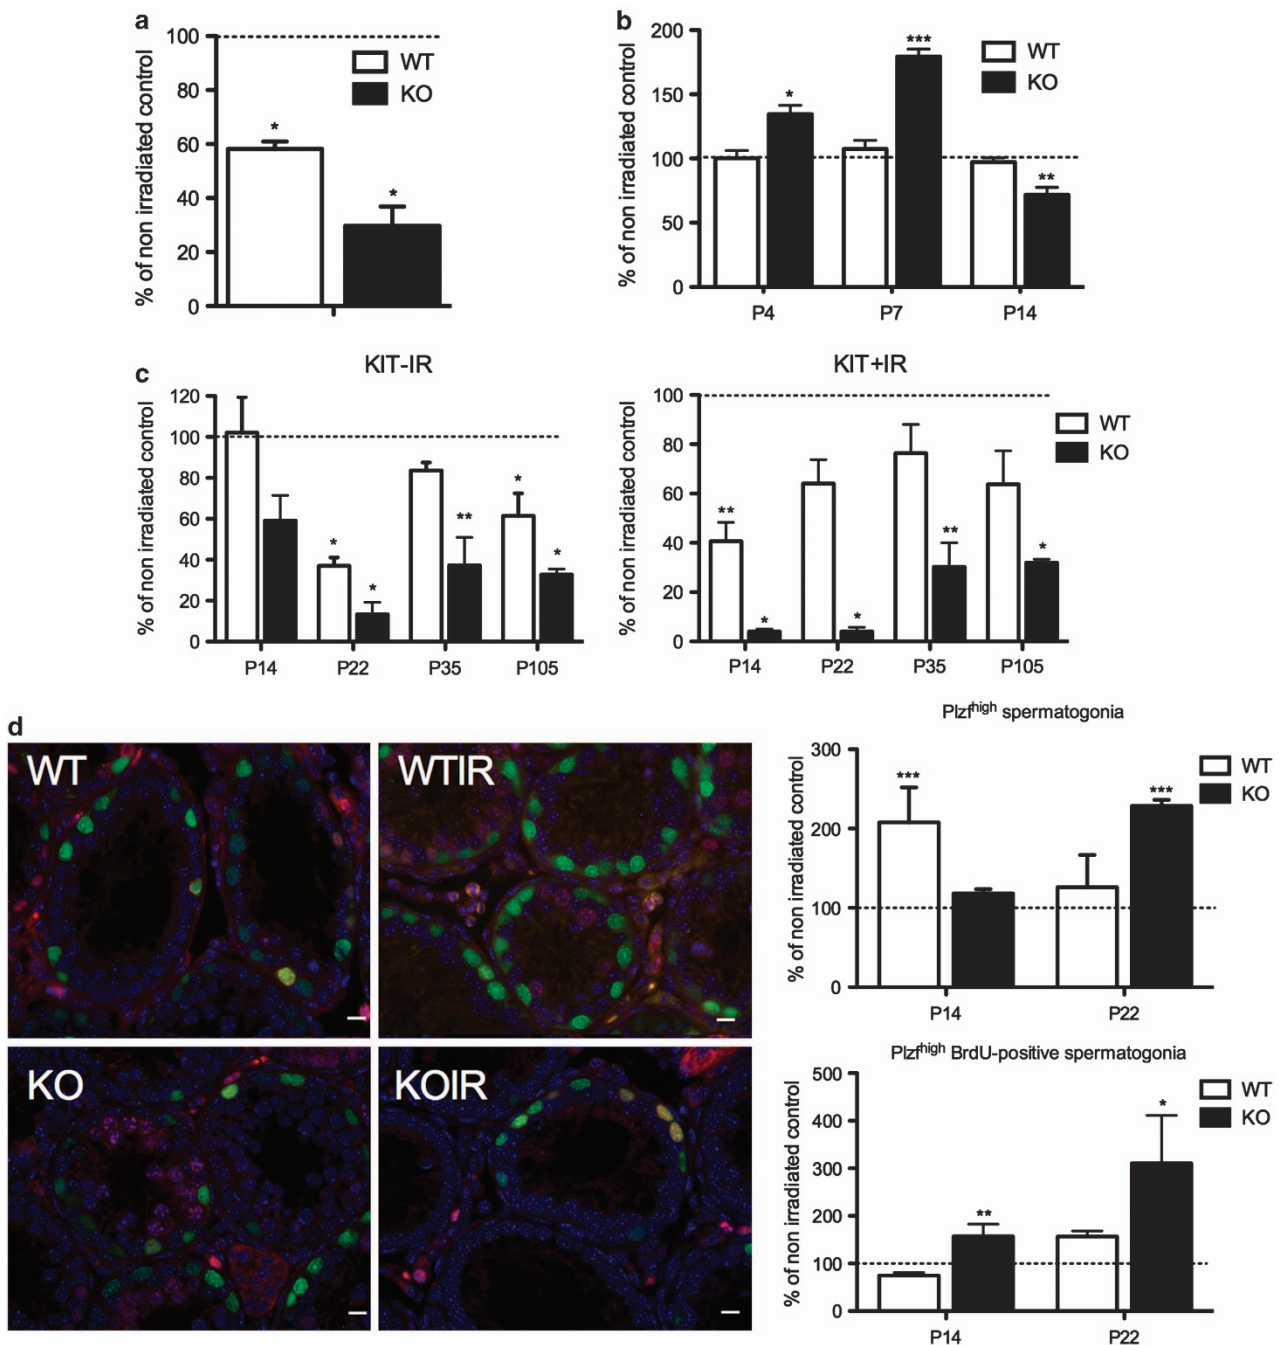 a
% of non irradiated control
100
80
60
40
20
0
WT
KO
*
*
b
% of non irradiated control
200
150
100
50
0
WT
KO
*
***
**
P4
P7
P14
c
KIT-IR
% of non irradiated control
120
100
80
60
40
20
0
*
*
**
*
*
P14
P22
P35
P105
KIT+IR
% of non irradiated control
100
80
60
40
20
0
WT
KO
**
*
*
**
*
P14
P22
P35
P105
d
WT
WTIR
KO
KOIR
Plzfhigh spermatogonia
% of non irradiated control
300
200
100
0
WT
KO
***
***
P14
P22
Plzfhigh BrdU-positive spermatogonia
% of non irradiated control
500
400
300
200
100
0
WT
KO
**
*
P14
P22